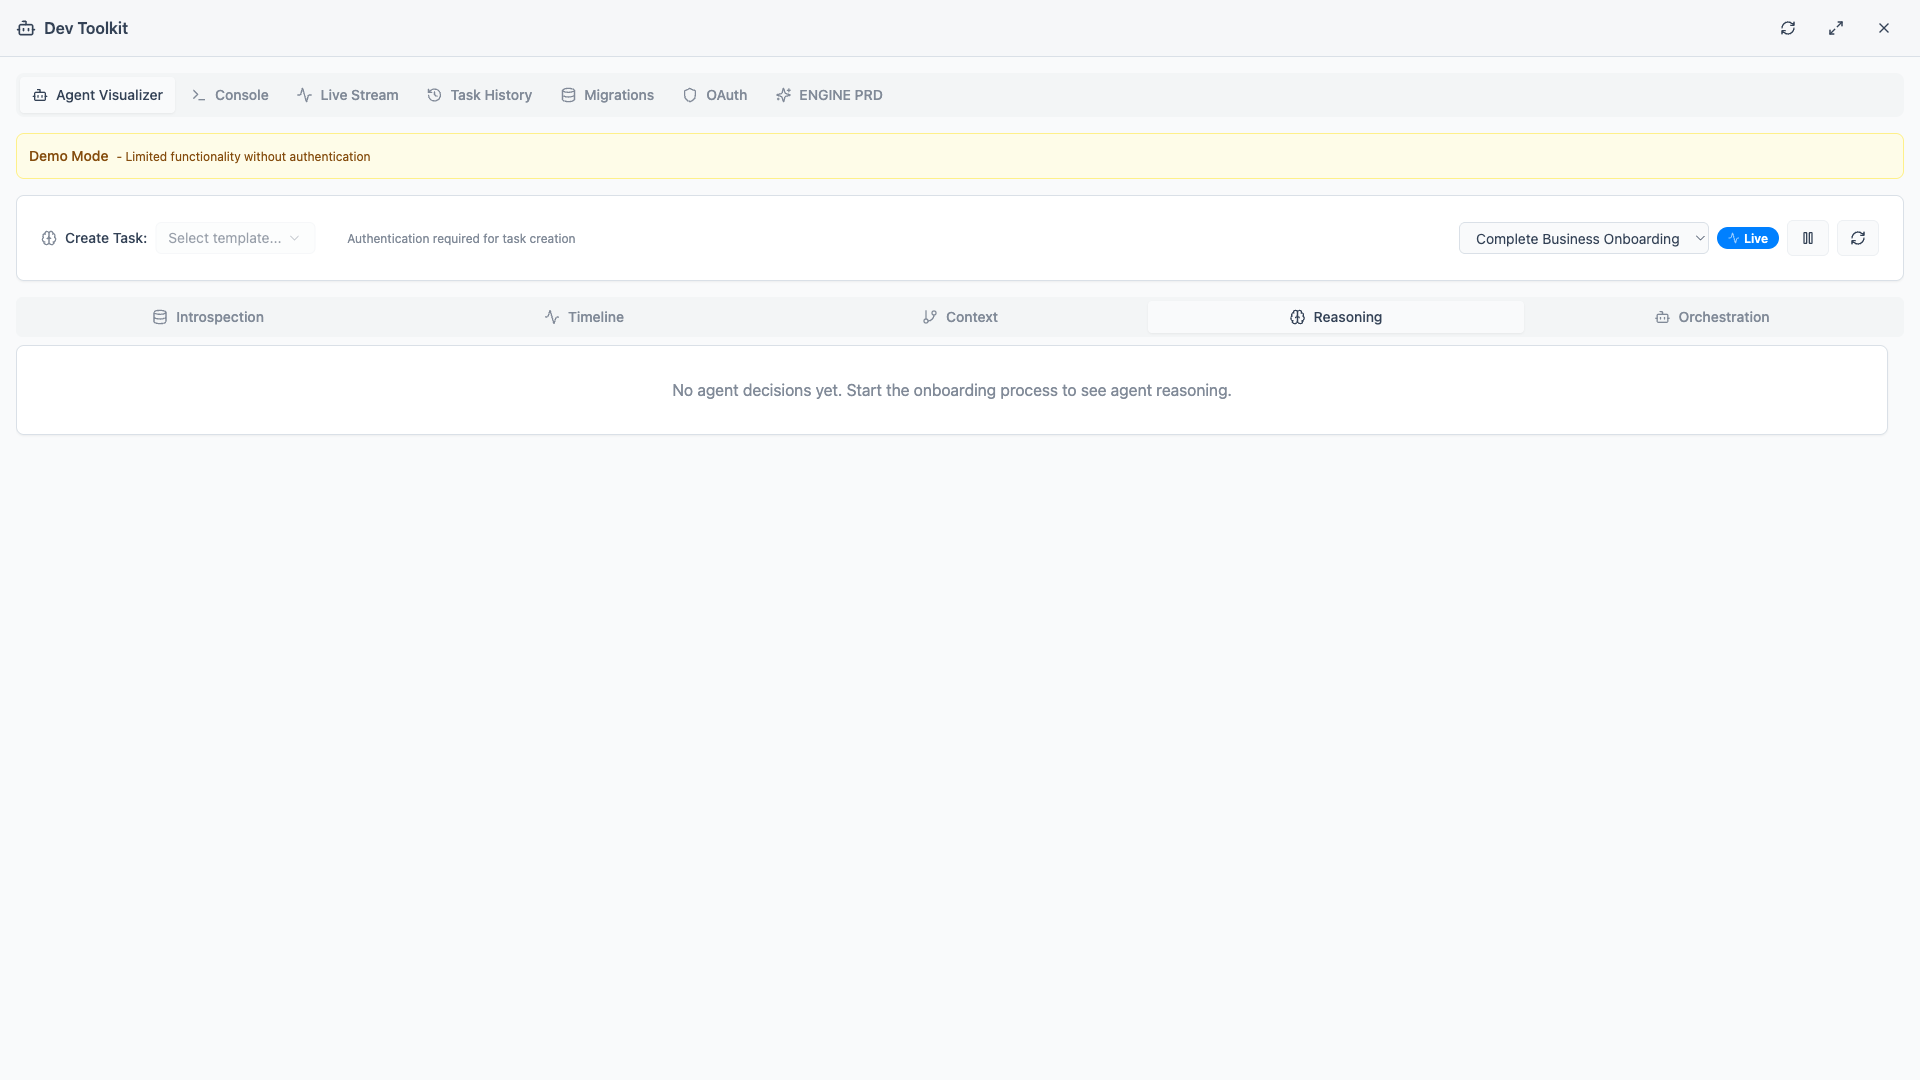 Dev Toolkit
Agent Visualizer Console Live Stream Task History Migrations OAuth ENGINE PRD
Demo Mode - Limited functionality without authentication
Create Task: Select template... Authentication required for task creation Complete Business Onboarding Live
Introspection Timeline Context Reasoning Orchestration
No agent decisions yet. Start the onboarding process to see agent reasoning.